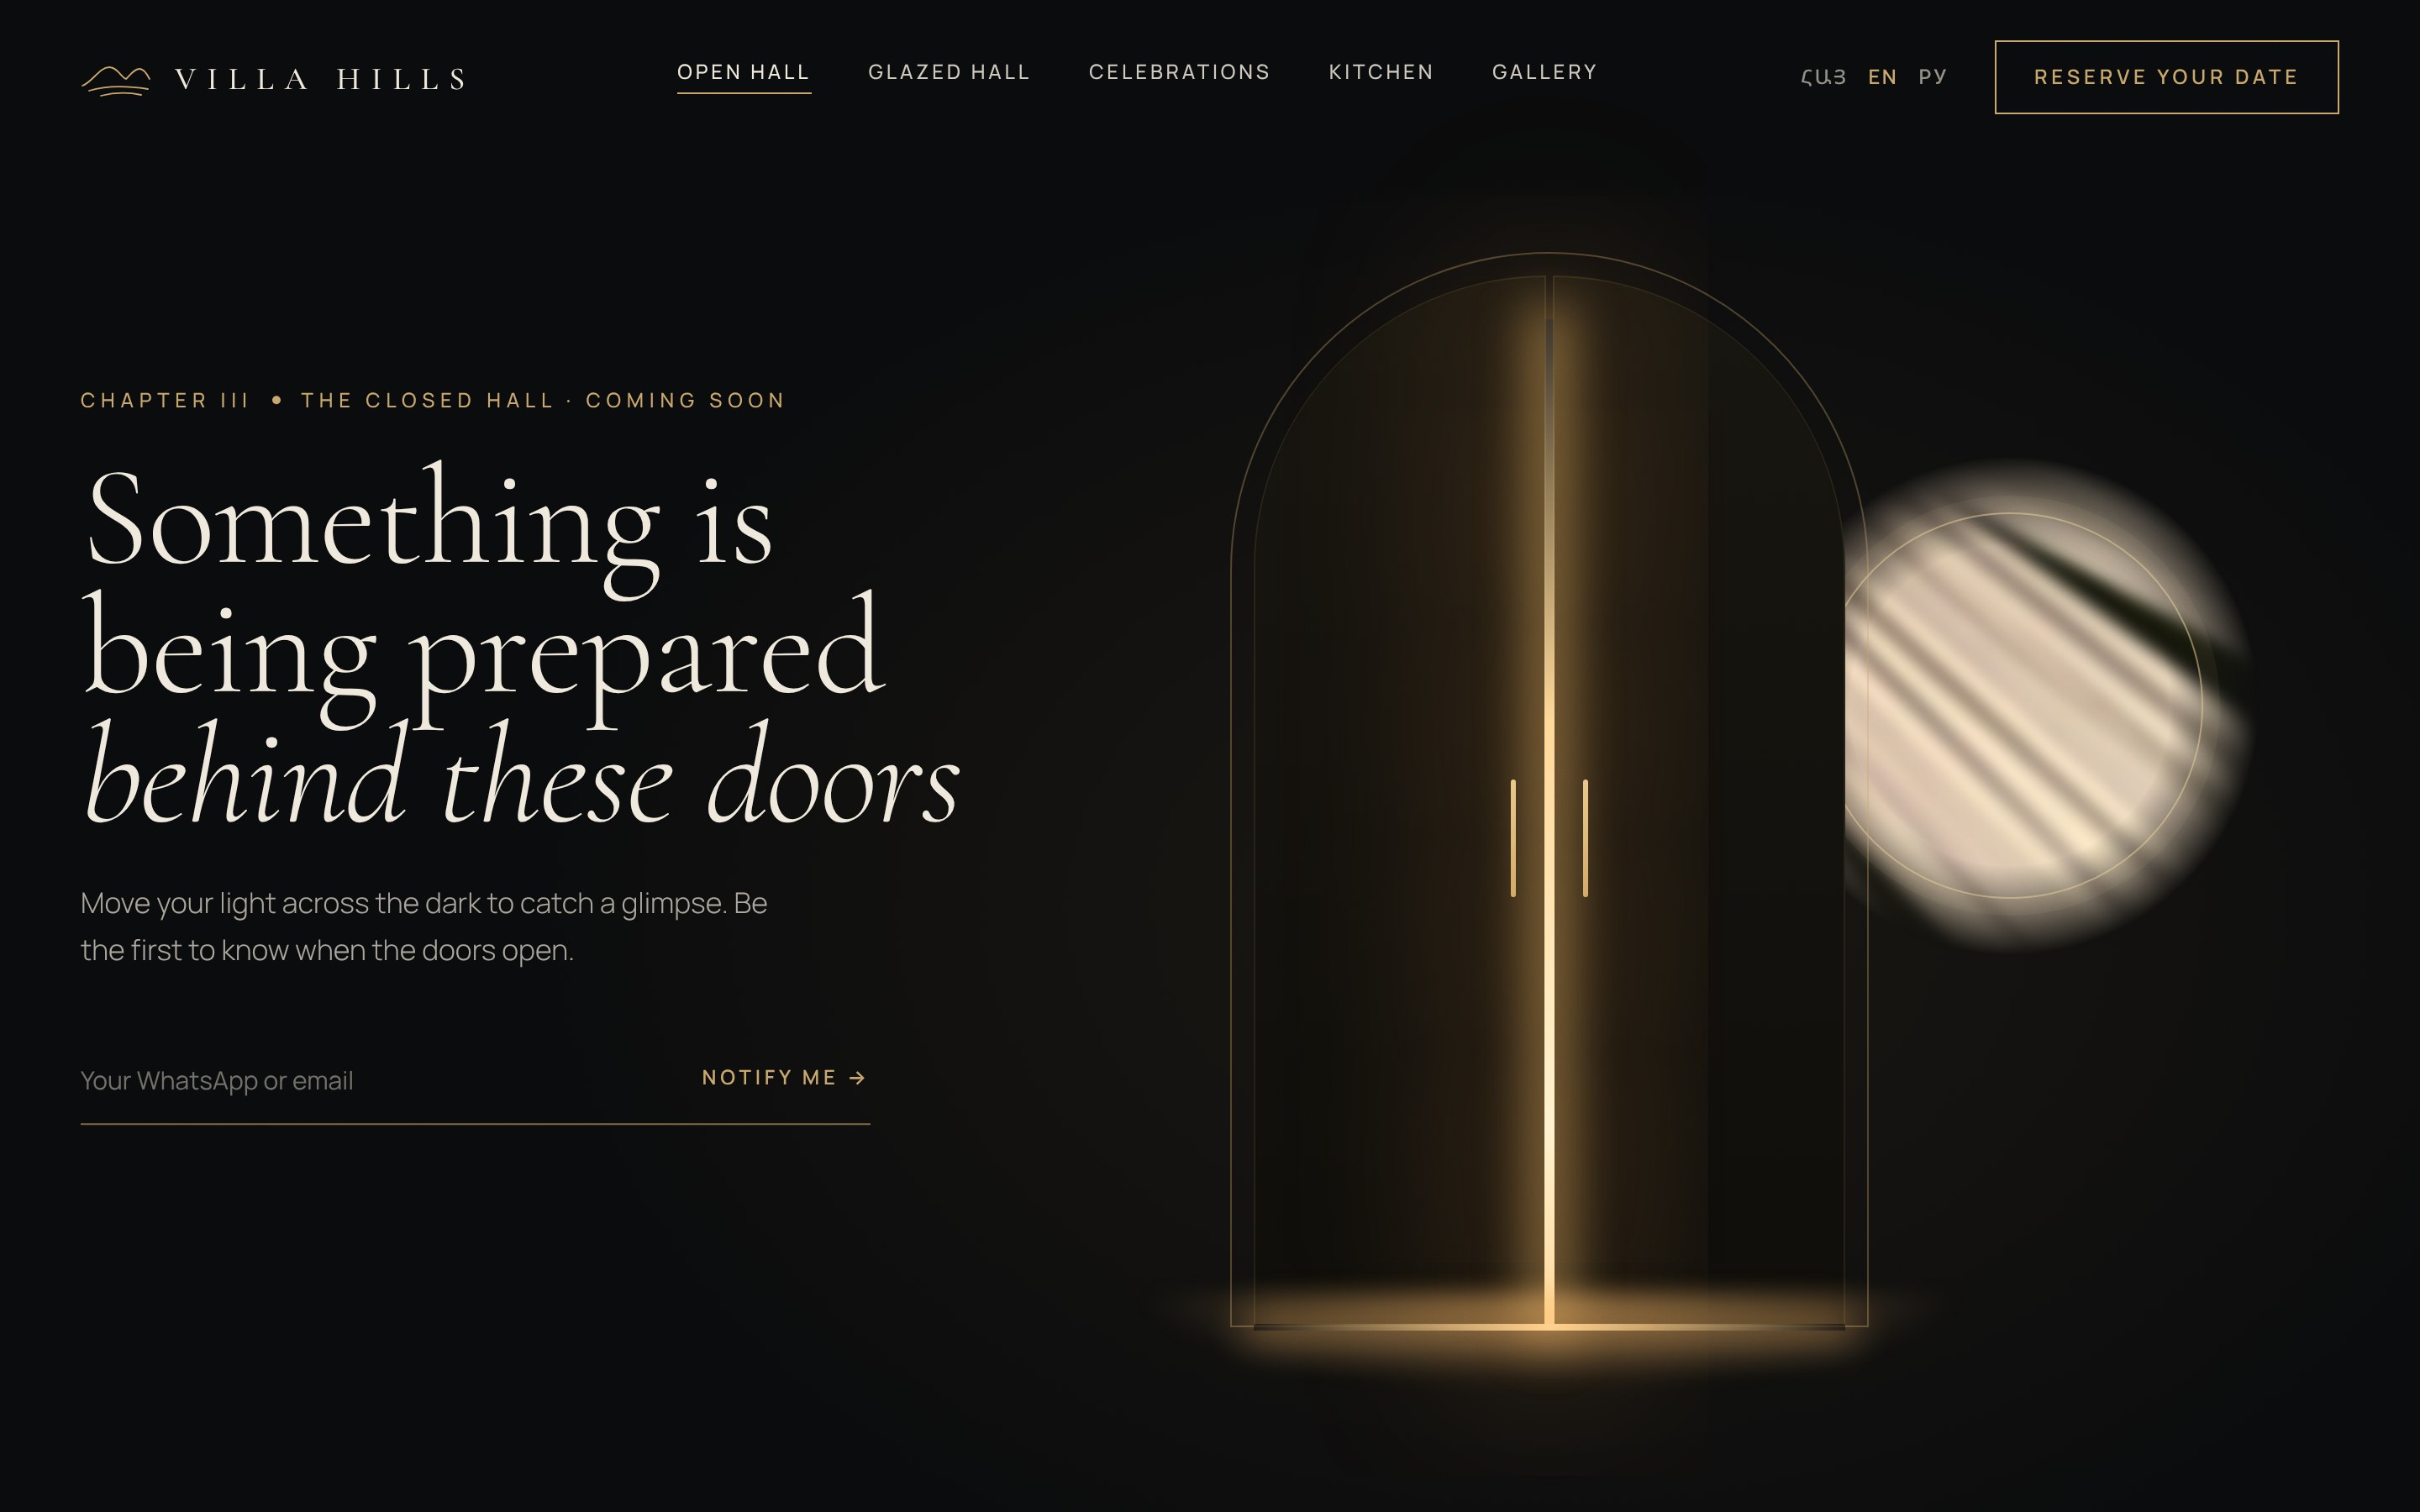 VILLA HILLS
OPEN HALL
GLAZED HALL
CELEBRATIONS
KITCHEN
GALLERY
ՀԱՅ EN РУ
RESERVE YOUR DATE
CHAPTER III • THE CLOSED HALL · COMING SOON
Something is
being prepared
behind these doors
Move your light across the dark to catch a glimpse. Be
the first to know when the doors open.
Your WhatsApp or email
NOTIFY ME →